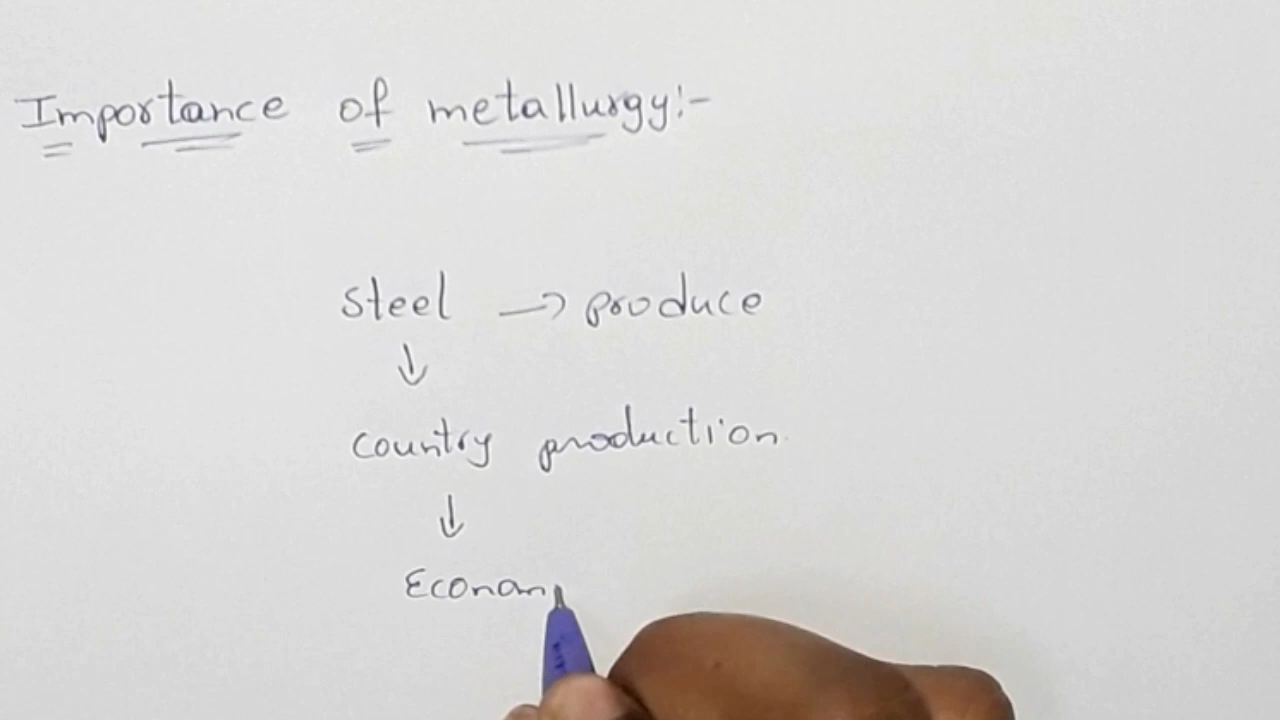 Importance of metallurgy:-
Steel → produce
↓
country production
↓
Econom